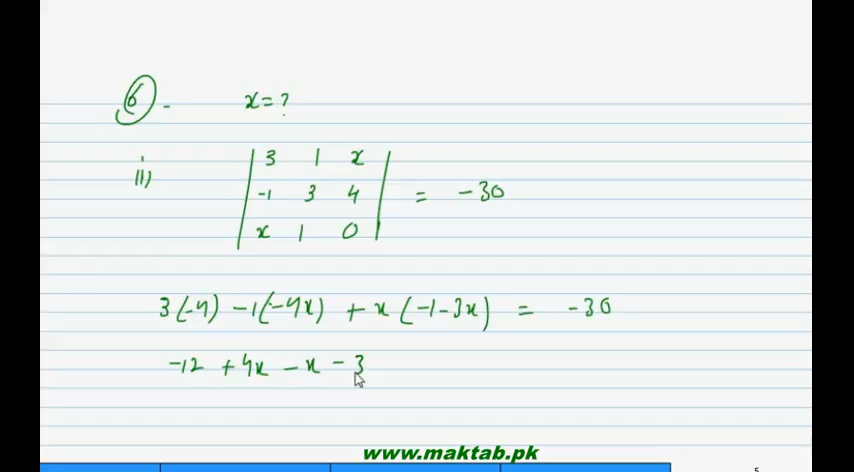 6 - x = ?
ii) | 3 1 x |
| -1 3 4 | = -30
| x 1 0 |
3(-4) -1(-4x) + x(-1-3x) = -30
-12 + 4x - x - 3
www.maktab.pk
5